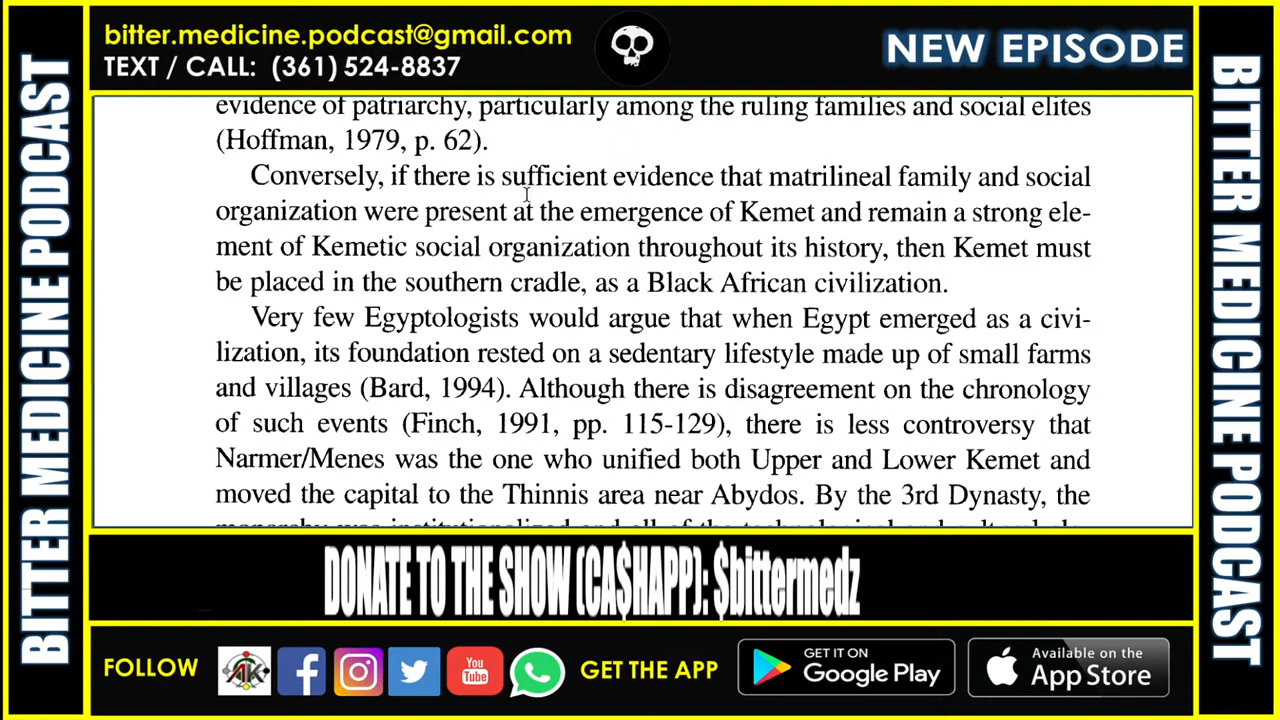 bitter.medicine.podcast@gmail.com
TEXT / CALL: (361) 524-8837
NEW EPISODE
BITTER MEDICINE PODCAST
evidence of patriarchy, particularly among the ruling families and social elites
(Hoffman, 1979, p. 62).
Conversely, if there is sufficient evidence that matrilineal family and social
organization were present at the emergence of Kemet and remain a strong ele-
ment of Kemetic social organization throughout its history, then Kemet must
be placed in the southern cradle, as a Black African civilization.
Very few Egyptologists would argue that when Egypt emerged as a civi-
lization, its foundation rested on a sedentary lifestyle made up of small farms
and villages (Bard, 1994). Although there is disagreement on the chronology
of such events (Finch, 1991, pp. 115-129), there is less controversy that
Narmer/Menes was the one who unified both Upper and Lower Kemet and
moved the capital to the Thinnis area near Abydos. By the 3rd Dynasty, the
BITTER MEDICINE PODCAST
DONATE TO THE SHOW (CA$HAPP): $bittermedz
FOLLOW
You
Tube
GET THE APP
GET IT ON
Google Play
Available on the
App Store